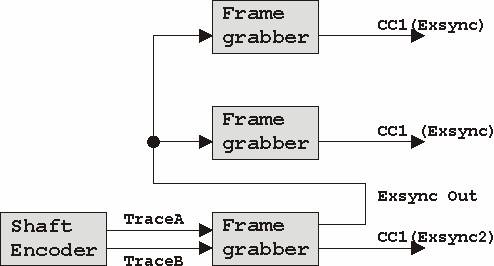 Frame
grabber
CC1(Exsync)
Frame
grabber
CC1 (Exsync)
Exsync Out
Shaft
Encoder
TraceA
TraceB
Frame
grabber
CC1(Exsync2)